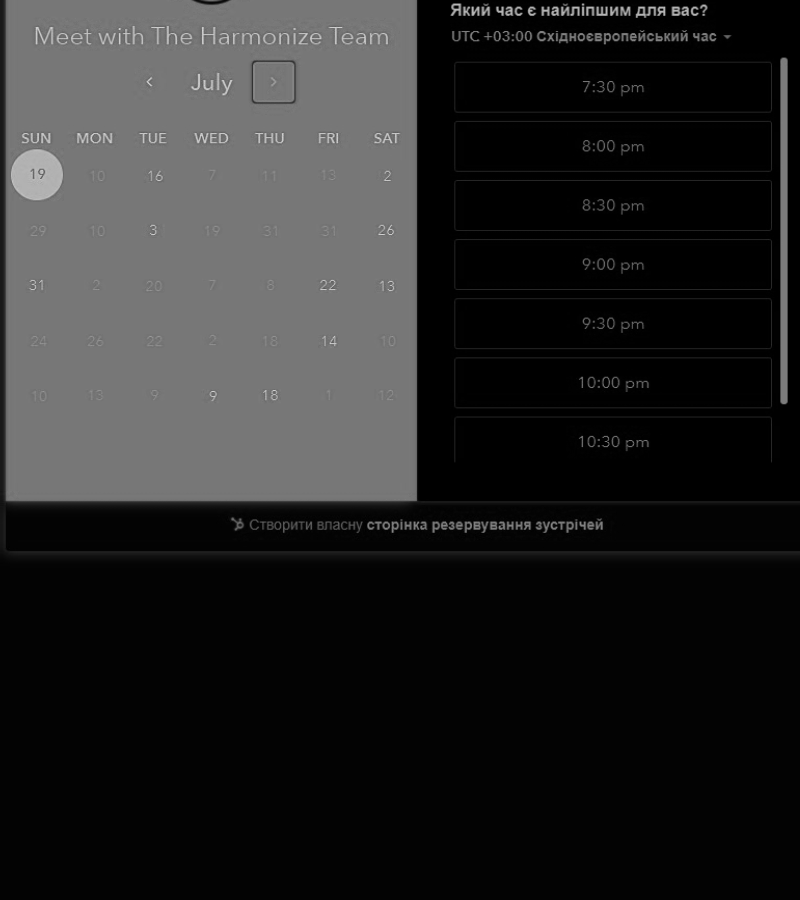 Meet with The Harmonize Team
July
SUN MON TUE WED THU FRI SAT
19 10 16 7 11 13 2
29 10 3 19 31 31 26
31 2 20 7 8 22 13
24 26 22 2 18 14 10
10 13 9 9 18 1 12
Який час є найліпшим для вас?
UTC +03:00 Східноєвропейський час
7:30 pm
8:00 pm
8:30 pm
9:00 pm
9:30 pm
10:00 pm
10:30 pm
Створити власну сторінка резервування зустрічей